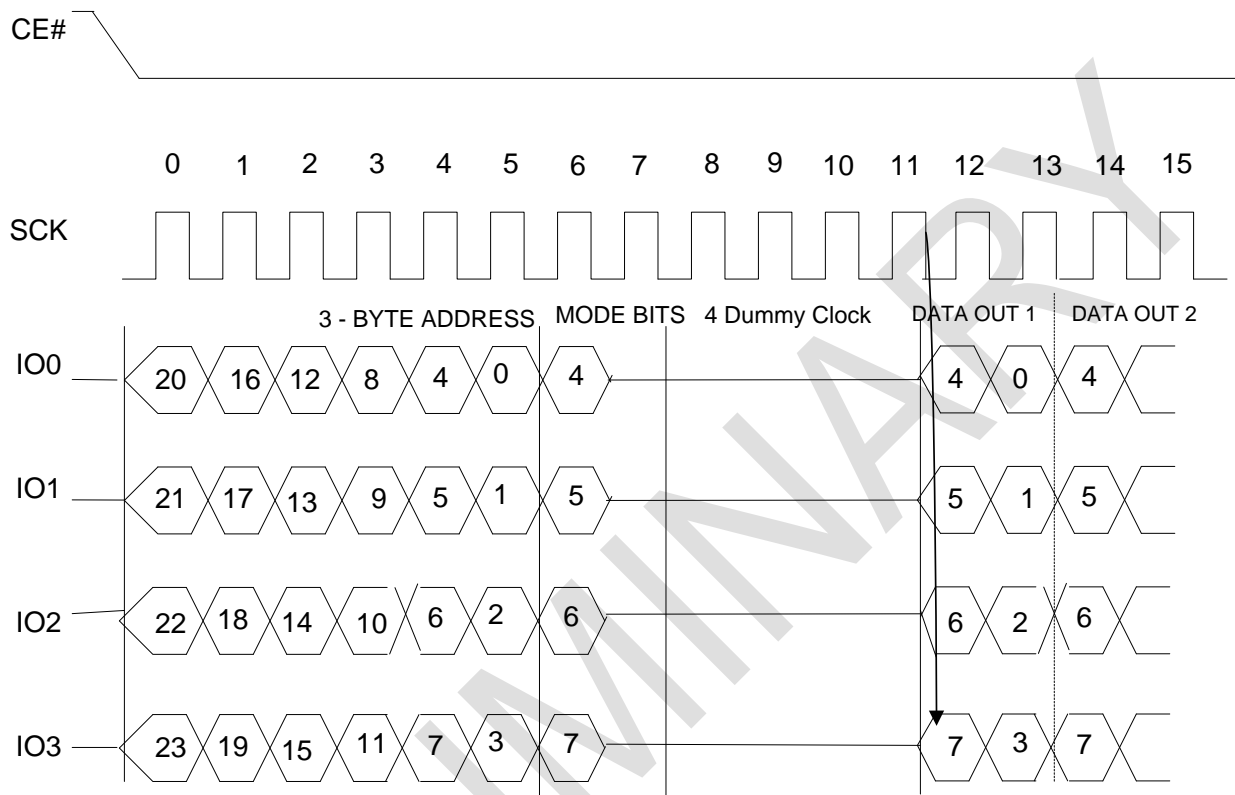 CE#
0 1 2 3 4 5 6 7 8 9 10 11 12 13 14 15
SCK
3 - BYTE ADDRESS MODE BITS 4 Dummy Clock DATA OUT 1 DATA OUT 2
IO0 20 16 12 8 4 0 4 4 0 4
IO1 21 17 13 9 5 1 5 5 1 5
IO2 22 18 14 10 6 2 6 6 2 6
IO3 23 19 15 11 7 3 7 7 3 7
IMINARY